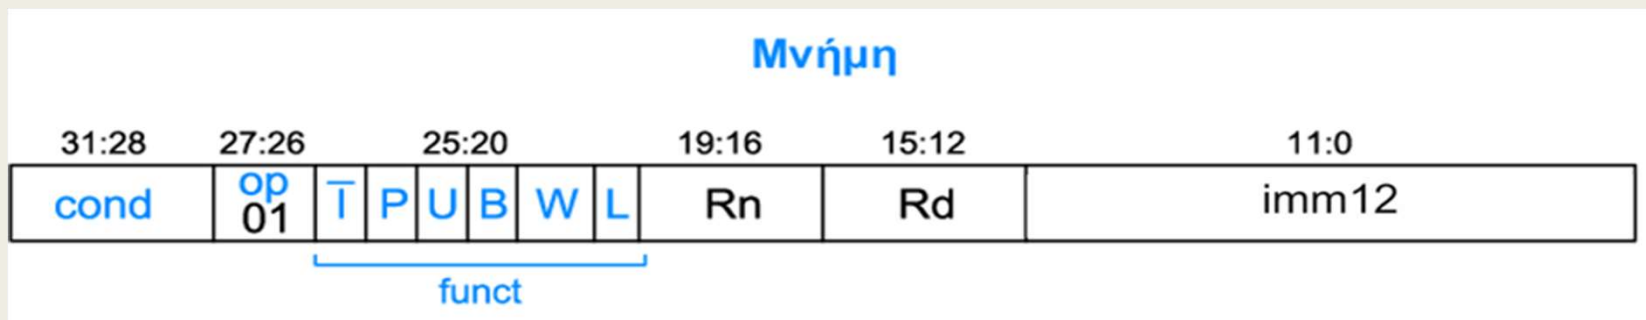 Μνήμη
31:28 27:26 25:20 19:16 15:12 11:0
cond op 01 I P U B W L Rn Rd imm12
funct